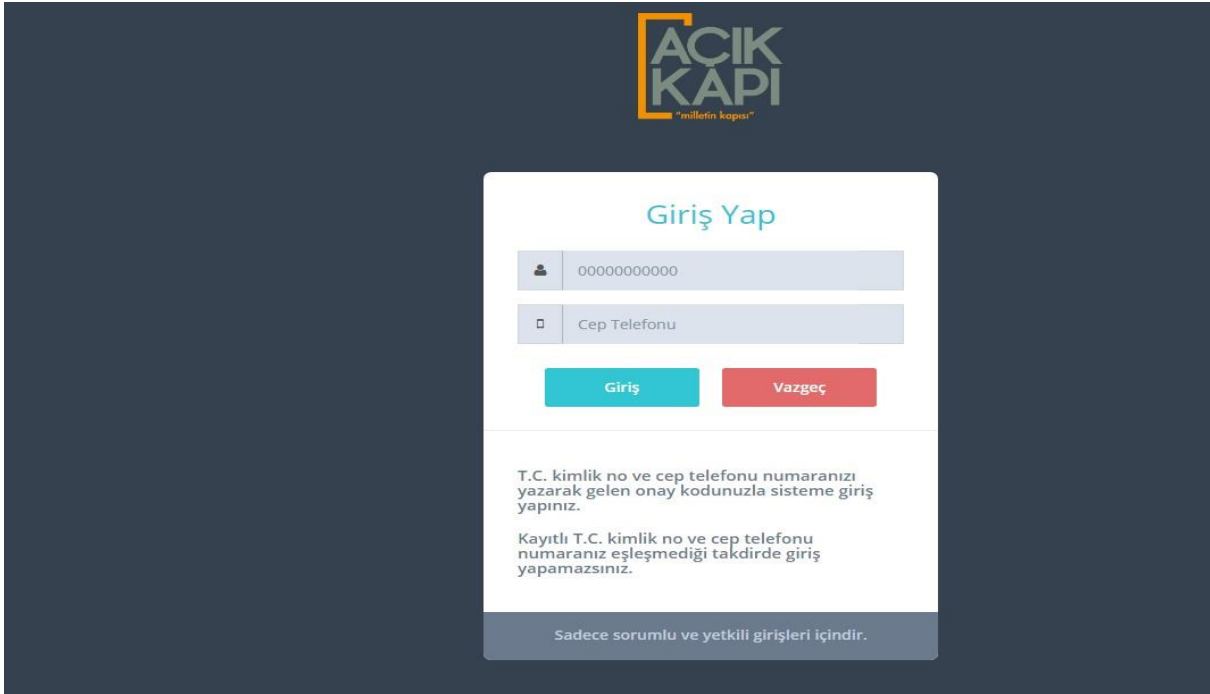 AÇIK
KAPI
"milletin kapısı"
Giriş Yap
00000000000
Cep Telefonu
Giriş
Vazgeç
T.C. kimlik no ve cep telefonu numaranızı
yazarak gelen onay kodunuzla sisteme giriş
yapınız.
Kayıtlı T.C. kimlik no ve cep telefonu
numaranız eşleşmediği takdirde giriş
yapamazsınız.
Sadece sorumlu ve yetkili girişleri içindir.